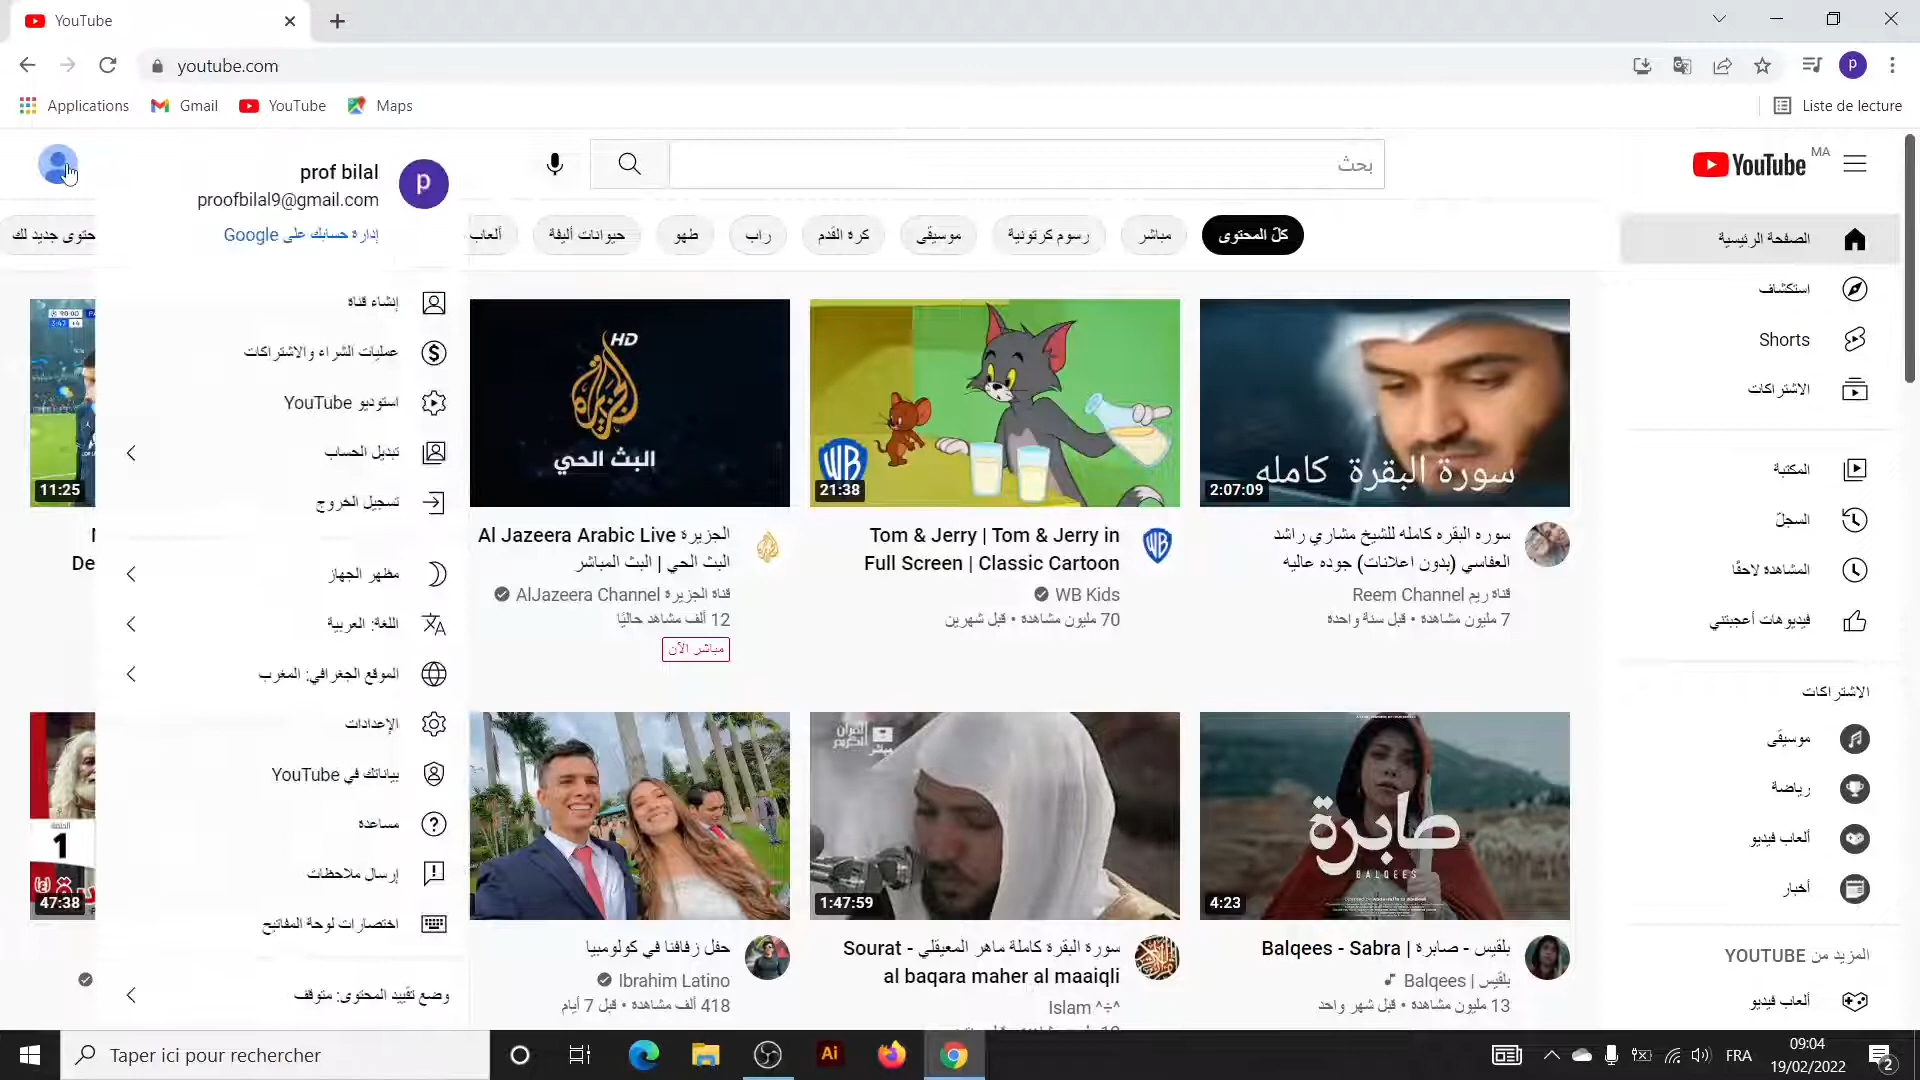 YouTube
youtube.com
Applications
Gmail
YouTube
Maps
Liste de lecture
prof bilal
proofbilal9@gmail.com
إدارة حسابك على Google
p
p
بحث
YouTube MA
حتوى جديد لك
ألعاب
حيوانات أليفة
طهو
راب
كرة القدم
موسيقى
رسوم كرتونية
مباشر
كلّ المحتوى
إنشاء قناة
عمليات الشراء والاشتراكات
استوديو YouTube
تبديل الحساب
تسجيل الخروج
مظهر الجهاز
اللغة: العربية
الموقع الجغرافي: المغرب
الإعدادات
بياناتك في YouTube
مساعدة
إرسال ملاحظات
اختصارات لوحة المفاتيح
وضع تقييد المحتوى: متوقف
11:25
De
HD
البث الحي
الجزيرة Al Jazeera Arabic Live
البث الحي | البث المباشر
قناة الجزيرة AlJazeera Channel
12 ألف مشاهد حاليًا
مباشر الآن
WB
21:38
Tom & Jerry | Tom & Jerry in
Full Screen | Classic Cartoon
WB Kids
70 مليون مشاهدة • قبل شهرين
سورة البقرة كامله
2:07:09
سوره البقره كامله للشيخ مشاري راشد
العفاسي (بدون اعلانات) جوده عاليه
قناة ريم Reem Channel
7 مليون مشاهدة • قبل سنة واحدة
الحلقة
1
47:38
حفل زفافنا في كولومبيا
Ibrahim Latino
418 ألف مشاهدة • قبل 7 أيام
القرآن الكريم
مباشر
1:47:59
سورة البقرة كاملة ماهر المعيقلي - Sourat
al baqara maher al maaiqli
Islam ^÷^
صابرة
BALQEES
4:23
بلقيس - صابرة | Balqees - Sabra
بلقيس | Balqees
13 مليون مشاهدة • قبل شهر واحد
الصفحة الرئيسية
استكشاف
Shorts
الاشتراكات
المكتبة
السجلّ
المشاهدة لاحقًا
فيديوهات أعجبتني
الاشتراكات
موسيقى
رياضة
ألعاب فيديو
أخبار
المزيد من YOUTUBE
ألعاب فيديو
Taper ici pour rechercher
Ai
FRA
09:04
19/02/2022
2